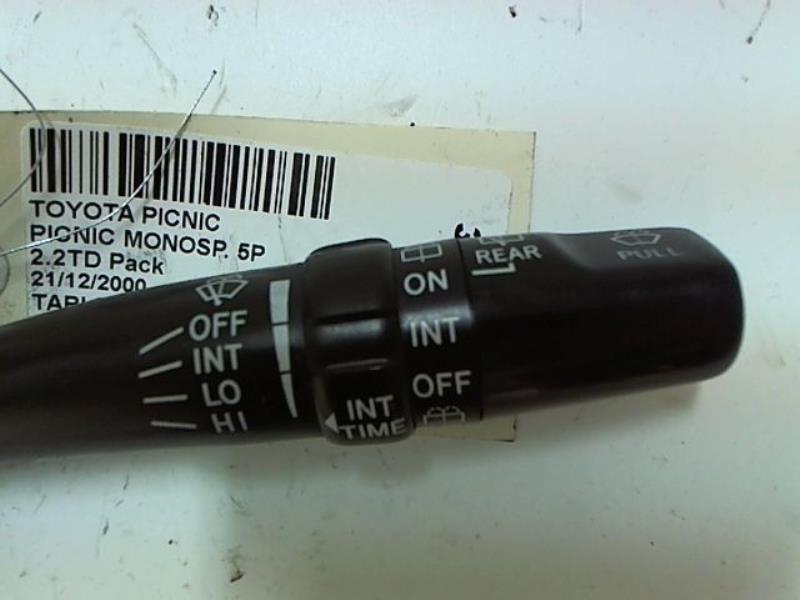 TOYOTA PICNIC
PICNIC MONOSP. 5P
2.2TD Pack
21/12/2000
OFF
INT
LO
HI
INT
TIME
ON
INT
OFF
REAR
PULL